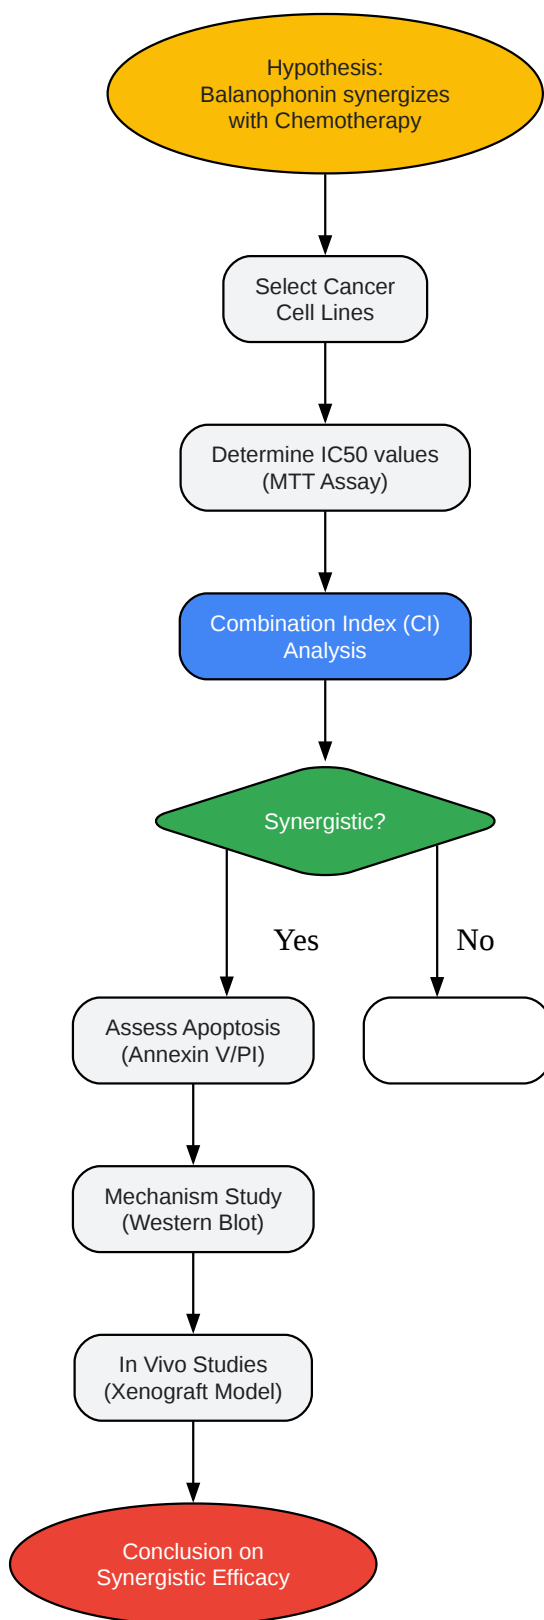 Hypothesis:
Balanophonin synergizes
with Chemotherapy
Select Cancer
Cell Lines
Determine IC50 values
(MTT Assay)
Combination Index (CI)
Analysis
Synergistic?
Yes
No
Assess Apoptosis
(Annexin V/PI)
Mechanism Study
(Western Blot)
In Vivo Studies
(Xenograft Model)
Conclusion on
Synergistic Efficacy